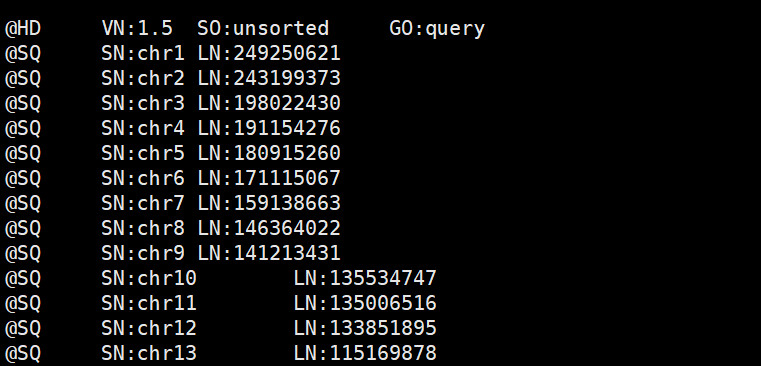 @HD VN:1.5 SO:unsorted GO:query
@SQ SN:chr1 LN:249250621
@SQ SN:chr2 LN:243199373
@SQ SN:chr3 LN:198022430
@SQ SN:chr4 LN:191154276
@SQ SN:chr5 LN:180915260
@SQ SN:chr6 LN:171115067
@SQ SN:chr7 LN:159138663
@SQ SN:chr8 LN:146364022
@SQ SN:chr9 LN:141213431
@SQ SN:chr10 LN:135534747
@SQ SN:chr11 LN:135006516
@SQ SN:chr12 LN:133851895
@SQ SN:chr13 LN:115169878